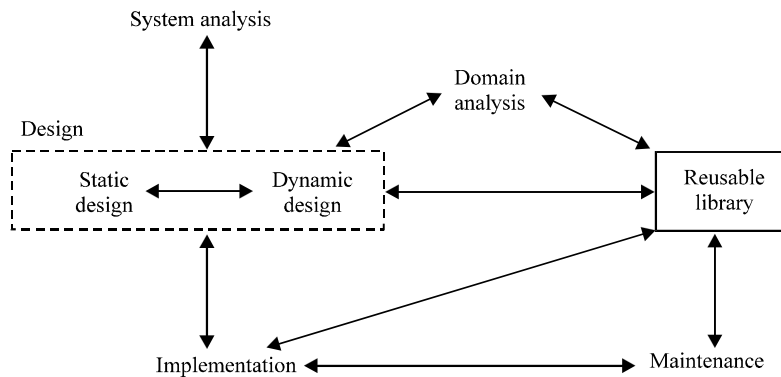 System analysis
Domain
analysis
Design
Static
design
Dynamic
design
Reusable
library
Implementation
Maintenance